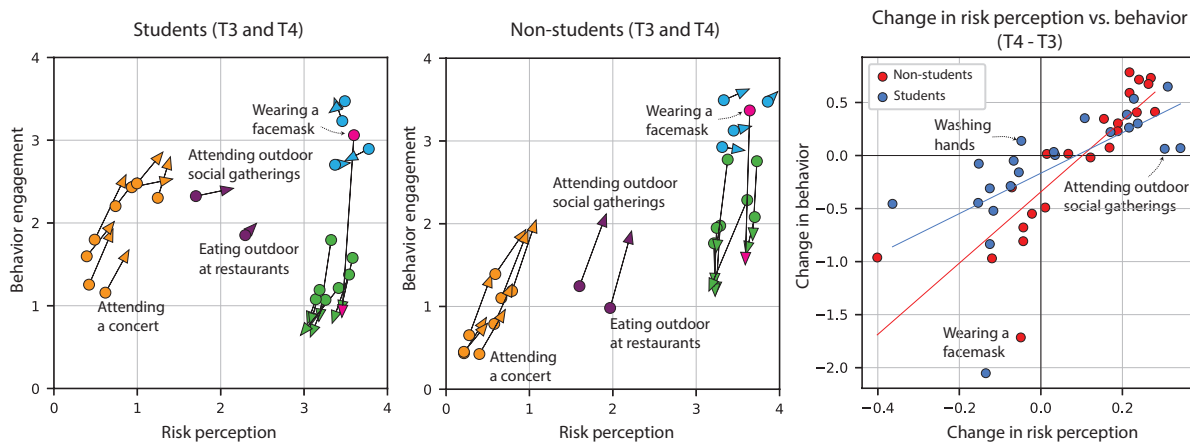 Students (T3 and T4)
4
3
2
1
0
0
1
2
3
4
Behavior engagement
Risk perception
Wearing a
facemask
Attending outdoor
social gatherings
Eating outdoor
at restaurants
Attending
a concert
Non-students (T3 and T4)
4
3
2
1
0
0
1
2
3
4
Behavior engagement
Risk perception
Wearing a
facemask
Attending outdoor
social gatherings
Eating outdoor
at restaurants
Attending
a concert
Change in risk perception vs. behavior
(T4 - T3)
Non-students
Students
0.5
0.0
−0.5
−1.0
−1.5
−2.0
−0.4
−0.2
0.0
0.2
Change in behavior
Change in risk perception
Washing
hands
Attending outdoor
social gatherings
Wearing a
facemask